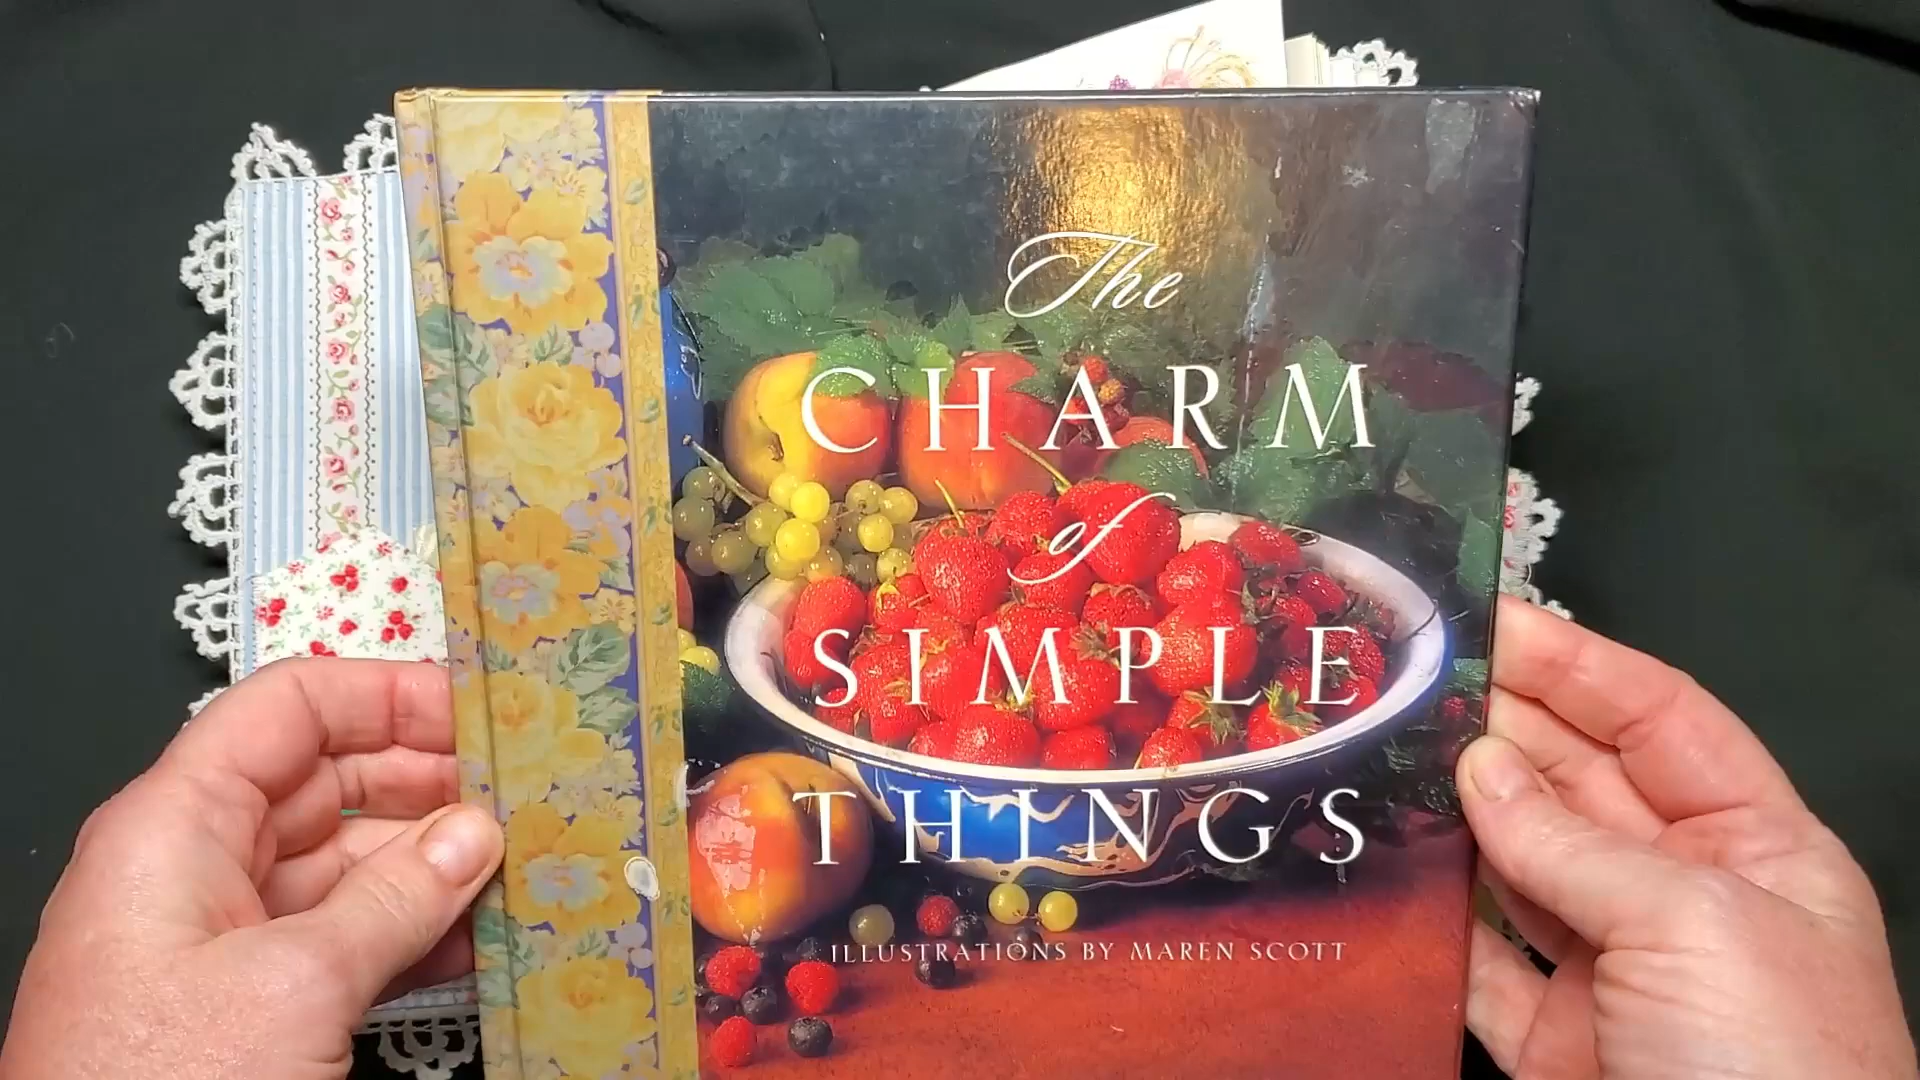 The
CHARM
of
SIMPLE
THINGS
ILLUSTRATIONS BY MAREN SCOTT